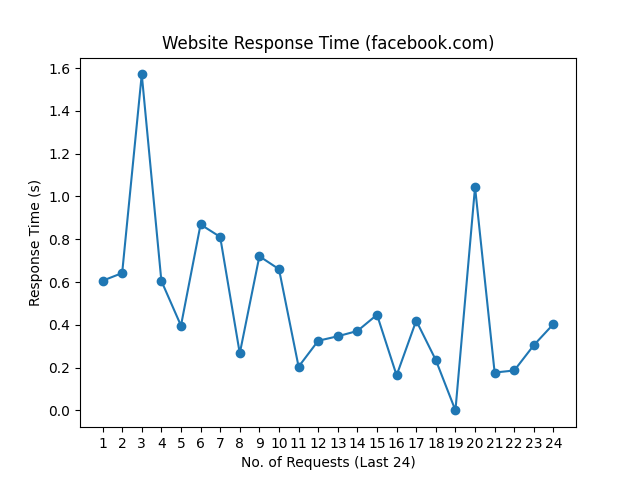 Website Response Time (facebook.com)
1.6
1.4
1.2
1.0
0.8
0.6
0.4
0.2
0.0
Response Time (s)
1 2 3 4 5 6 7 8 9 10 11 12 13 14 15 16 17 18 19 20 21 22 23 24
No. of Requests (Last 24)